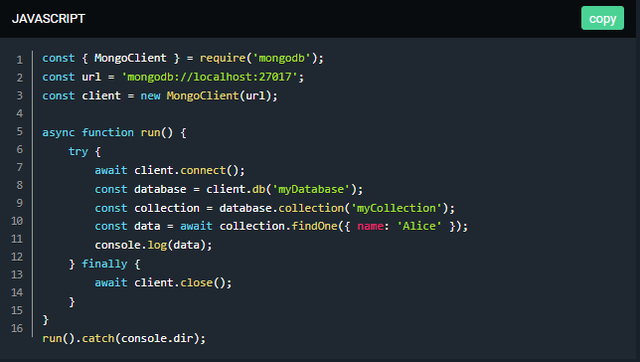 JAVASCRIPT
copy
1 const { MongoClient } = require('mongodb');
2 const url = 'mongodb://localhost:27017';
3 const client = new MongoClient(url);
4
5 async function run() {
6     try {
7         await client.connect();
8         const database = client.db('myDatabase');
9         const collection = database.collection('myCollection');
10         const data = await collection.findOne({ name: 'Alice' });
11         console.log(data);
12     } finally {
13         await client.close();
14     }
15 }
16 run().catch(console.dir);